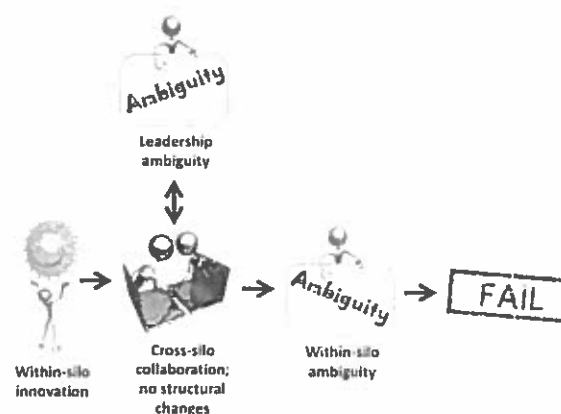 Ambiguity
Leadership
ambiguity
Within-silo
innovation
Cross-silo
collaboration;
no structural
changes
Ambiguity
Within-silo
ambiguity
FAIL